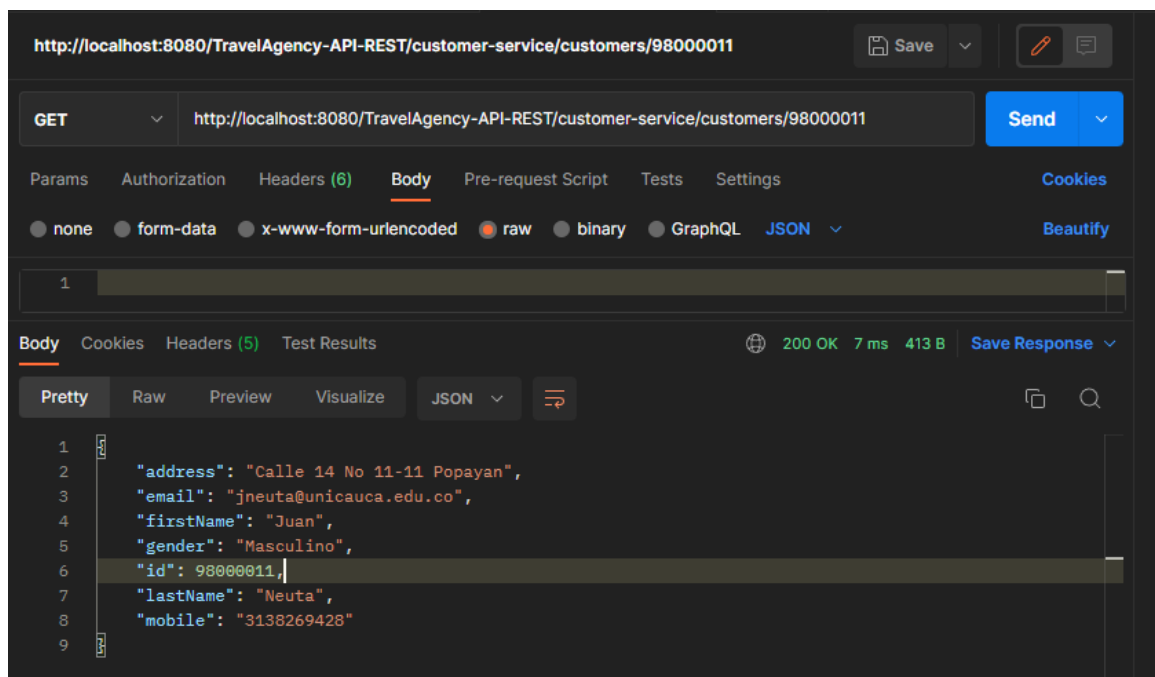 http://localhost:8080/TravelAgency-API-REST/customer-service/customers/98000011 Save
GET http://localhost:8080/TravelAgency-API-REST/customer-service/customers/98000011 Send
Params Authorization Headers (6) Body Pre-request Script Tests Settings Cookies
none form-data x-www-form-urlencoded raw binary GraphQL JSON Beautify
1
Body Cookies Headers (5) Test Results 200 OK 7 ms 413 B Save Response
Pretty Raw Preview Visualize JSON
1 {
2 "address": "Calle 14 No 11-11 Popayan",
3 "email": "jneuta@unicauca.edu.co",
4 "firstName": "Juan",
5 "gender": "Masculino",
6 "id": 98000011,
7 "lastName": "Neuta",
8 "mobile": "3138269428"
9 }